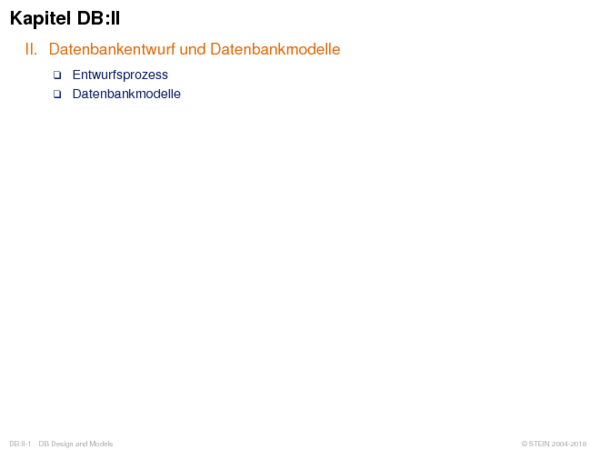 Kapitel DB:II
II. Datenbankentwurf und Datenbankmodelle
❑ Entwurfsprozess
❑ Datenbankmodelle
DB:II-1 DB Design and Models © STEIN 2004-2018